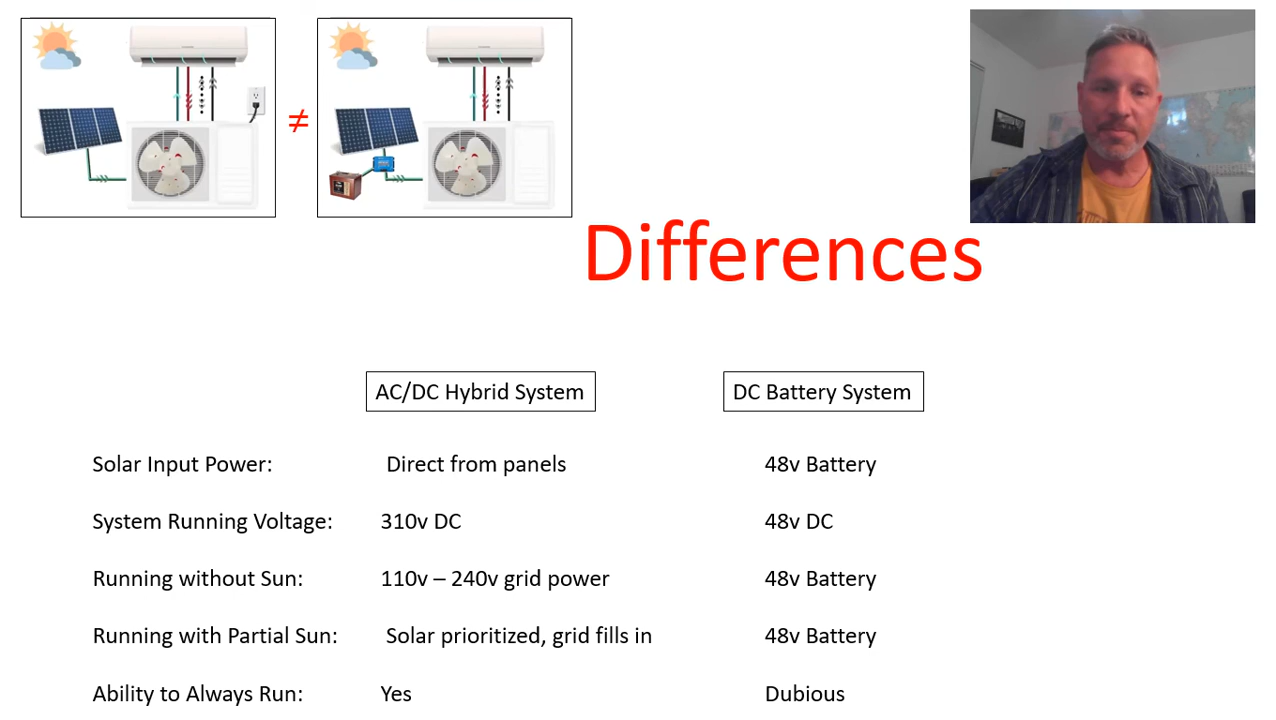 ≠
Differences
AC/DC Hybrid System DC Battery System
Solar Input Power: Direct from panels 48v Battery
System Running Voltage: 310v DC 48v DC
Running without Sun: 110v – 240v grid power 48v Battery
Running with Partial Sun: Solar prioritized, grid fills in 48v Battery
Ability to Always Run: Yes Dubious